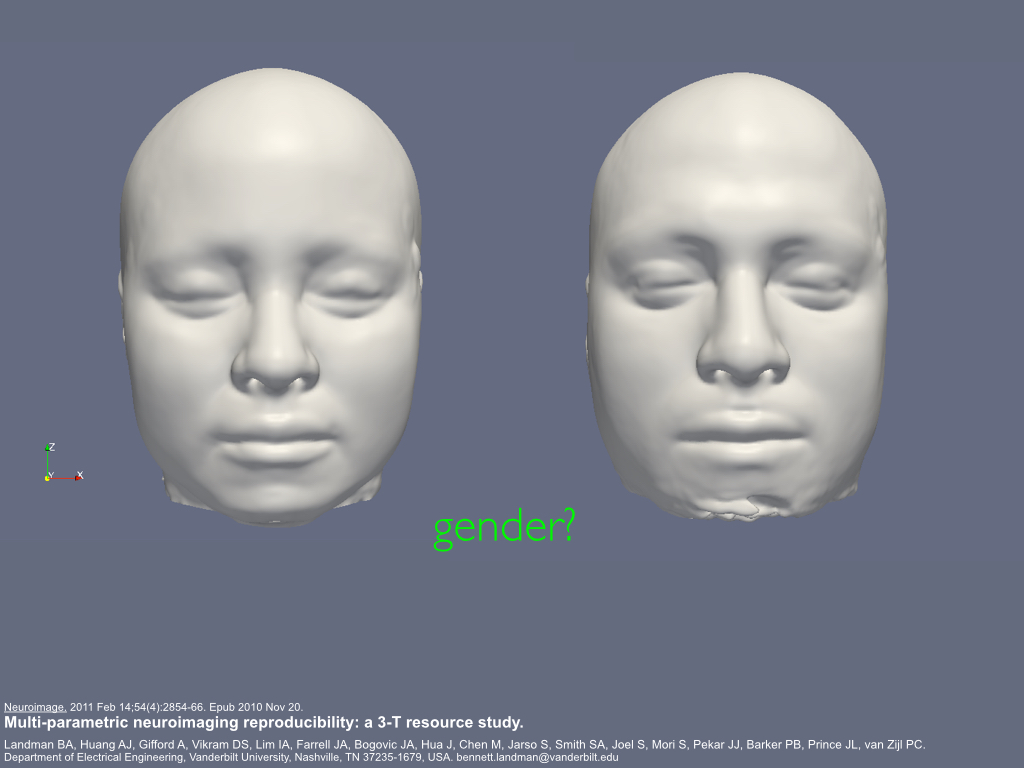 Z
Y X
gender?
Neuroimage. 2011 Feb 14;54(4):2854-66. Epub 2010 Nov 20.
Multi-parametric neuroimaging reproducibility: a 3-T resource study.
Landman BA, Huang AJ, Gifford A, Vikram DS, Lim IA, Farrell JA, Bogovic JA, Hua J, Chen M, Jarso S, Smith SA, Joel S, Mori S, Pekar JJ, Barker PB, Prince JL, van Zijl PC.
Department of Electrical Engineering, Vanderbilt University, Nashville, TN 37235-1679, USA. bennett.landman@vanderbilt.edu